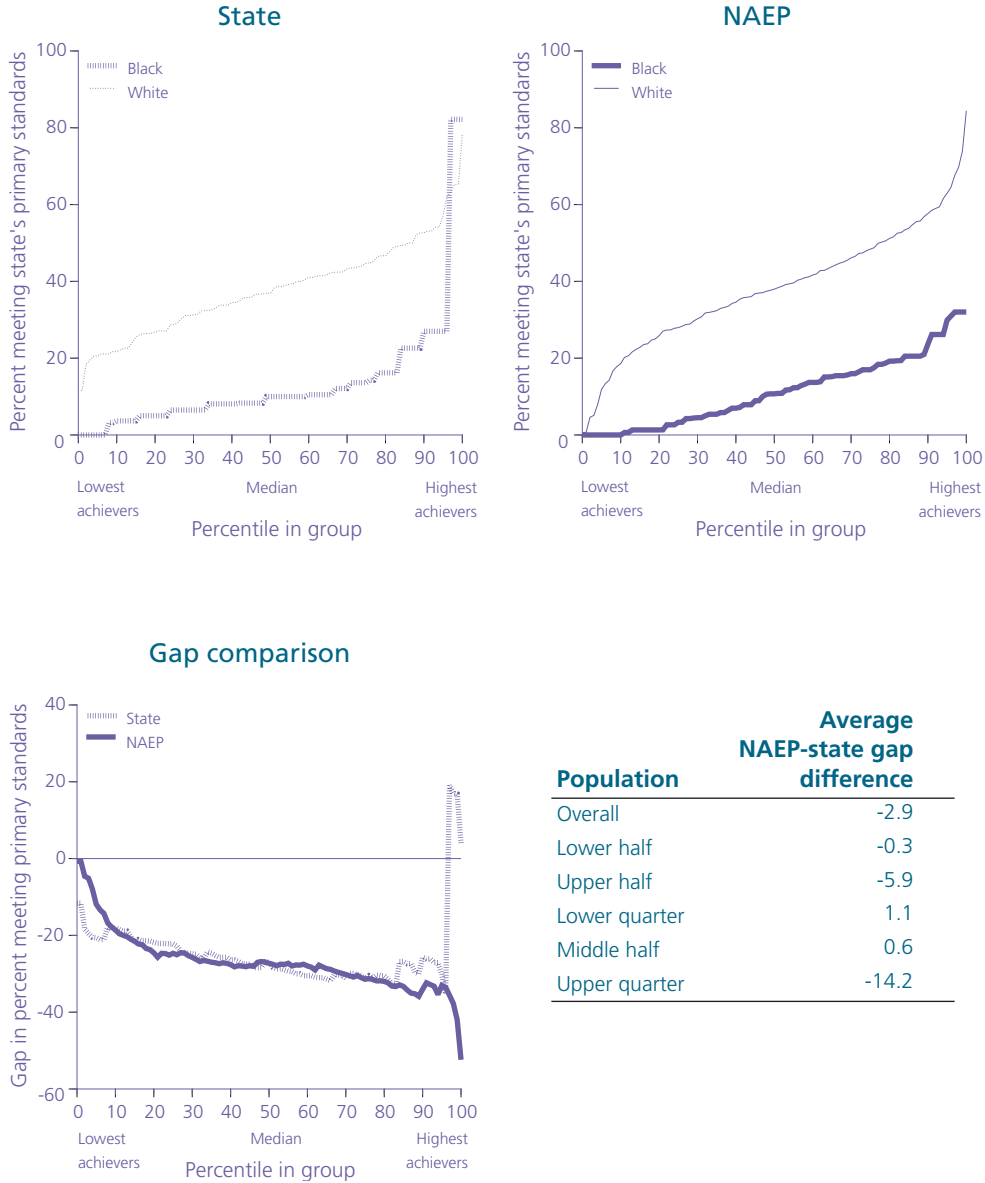 State
Percent meeting state's primary standards
100
80
60
40
20
0
Black
White
0 10 20 30 40 50 60 70 80 90 100
Lowest achievers
Median
Highest achievers
Percentile in group
NAEP
Percent meeting state's primary standards
100
80
60
40
20
0
Black
White
0 10 20 30 40 50 60 70 80 90 100
Lowest achievers
Median
Highest achievers
Percentile in group
Gap comparison
Gap in percent meeting primary standards
40
20
0
-20
-40
-60
State
NAEP
0 10 20 30 40 50 60 70 80 90 100
Lowest achievers
Median
Highest achievers
Percentile in group
Population Average NAEP-state gap difference
Overall -2.9
Lower half -0.3
Upper half -5.9
Lower quarter 1.1
Middle half 0.6
Upper quarter -14.2